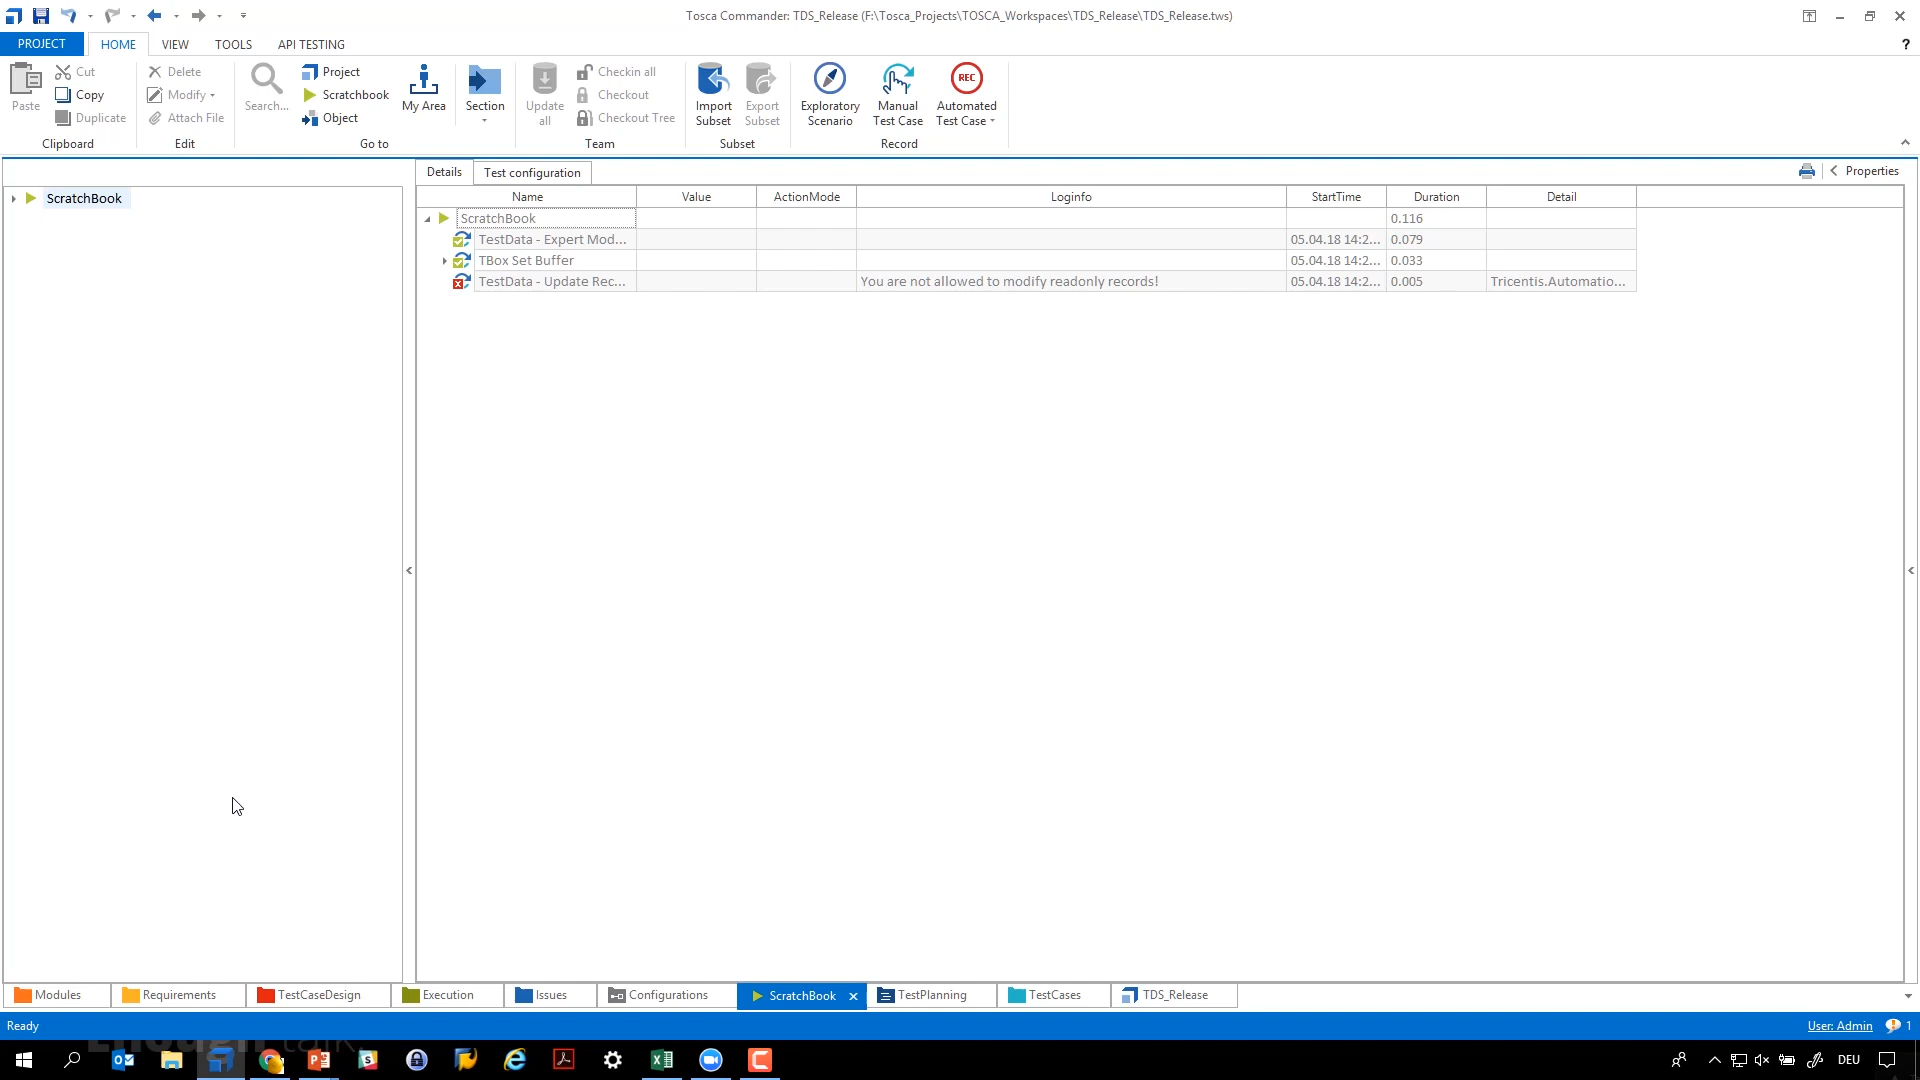 Tosca Commander: TDS_Release (F:\Tosca_Projects\TOSCA_Workspaces\TDS_Release\TDS_Release.tws)
PROJECT HOME VIEW TOOLS API TESTING ?
Paste
Cut
Copy
Duplicate
Clipboard
Delete
Modify
Attach File
Edit
Search...
Project
Scratchbook
Object
My Area
Section
Go to
Update all
Checkin all
Checkout
Checkout Tree
Team
Import Subset
Export Subset
Subset
Exploratory Scenario
Manual Test Case
REC
Automated Test Case
Record
ScratchBook
Details Test configuration Properties
Name Value ActionMode Loginfo StartTime Duration Detail
ScratchBook 0.116
TestData - Expert Mod... 05.04.18 14:2... 0.079
TBox Set Buffer 05.04.18 14:2... 0.033
TestData - Update Rec... You are not allowed to modify readonly records! 05.04.18 14:2... 0.005 Tricentis.Automatio...
Modules Requirements TestCaseDesign Execution Issues Configurations ScratchBook TestPlanning TestCases TDS_Release
Ready User: Admin 1
DEU